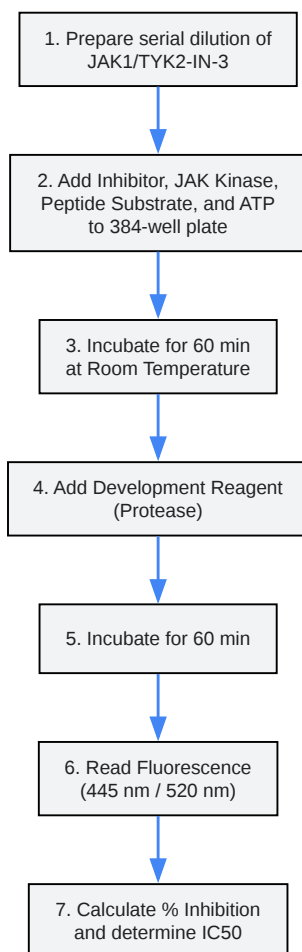 1. Prepare serial dilution of
JAK1/TYK2-IN-3
2. Add Inhibitor, JAK Kinase,
Peptide Substrate, and ATP
to 384-well plate
3. Incubate for 60 min
at Room Temperature
4. Add Development Reagent
(Protease)
5. Incubate for 60 min
6. Read Fluorescence
(445 nm / 520 nm)
7. Calculate % Inhibition
and determine IC50